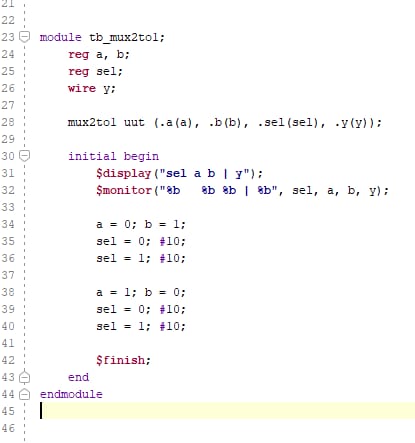 21
22
23 module tb_mux2to1;
24     reg a, b;
25     reg sel;
26     wire y;
27
28     mux2to1 uut (.a(a), .b(b), .sel(sel), .y(y));
29
30     initial begin
31         $display("sel a b | y");
32         $monitor("%b   %b %b | %b", sel, a, b, y);
33
34         a = 0; b = 1;
35         sel = 0; #10;
36         sel = 1; #10;
37
38         a = 1; b = 0;
39         sel = 0; #10;
40         sel = 1; #10;
41
42         $finish;
43     end
44 endmodule
45
46